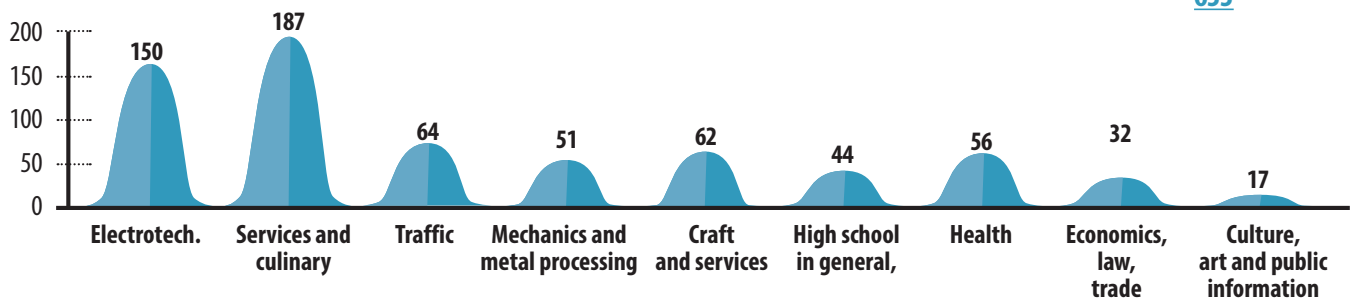 200
150
100
50
0
150
187
64
51
62
44
56
32
17
Electrotech.
Services and
culinary
Traffic
Mechanics and
metal processing
Craft
and services
High school
in general,
Health
Economics,
law,
trade
Culture,
art and public
information